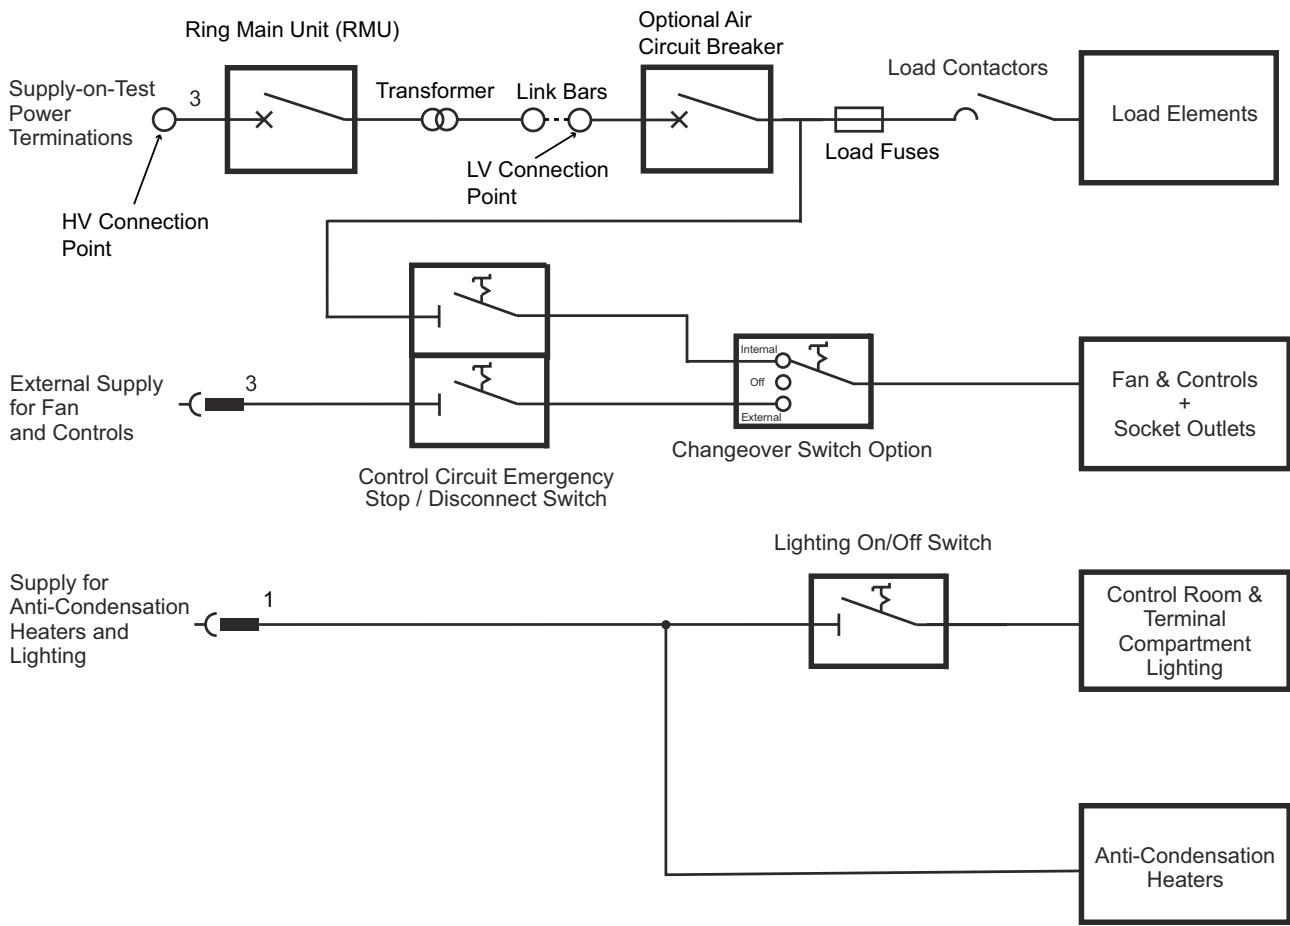 Ring Main Unit (RMU)
Optional Air
Circuit Breaker
Supply-on-Test
Power
Terminations
3
Transformer
Link Bars
Load Contactors
Load Elements
Load Fuses
LV Connection
Point
HV Connection
Point
External Supply
for Fan
and Controls
3
Internal
Off
External
Fan & Controls
+
Socket Outlets
Changeover Switch Option
Control Circuit Emergency
Stop / Disconnect Switch
Lighting On/Off Switch
Supply for
Anti-Condensation
Heaters and
Lighting
1
Control Room &
Terminal
Compartment
Lighting
Anti-Condensation
Heaters